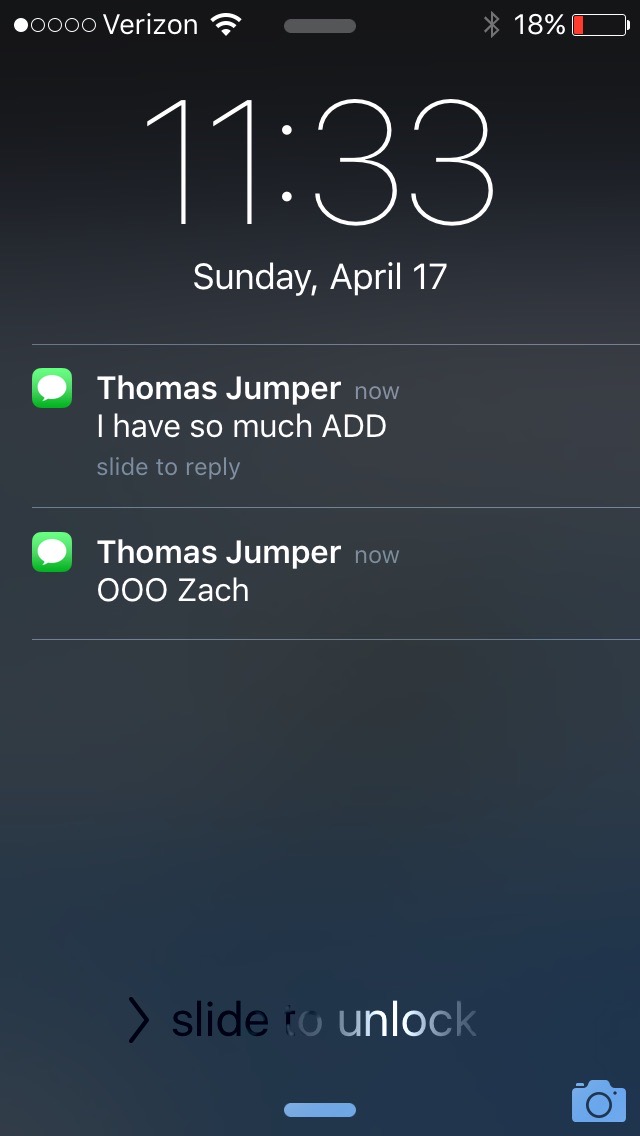 Verizon 18%
11:33
Sunday, April 17
Thomas Jumper now
I have so much ADD
slide to reply
Thomas Jumper now
OOO Zach
slide to unlock